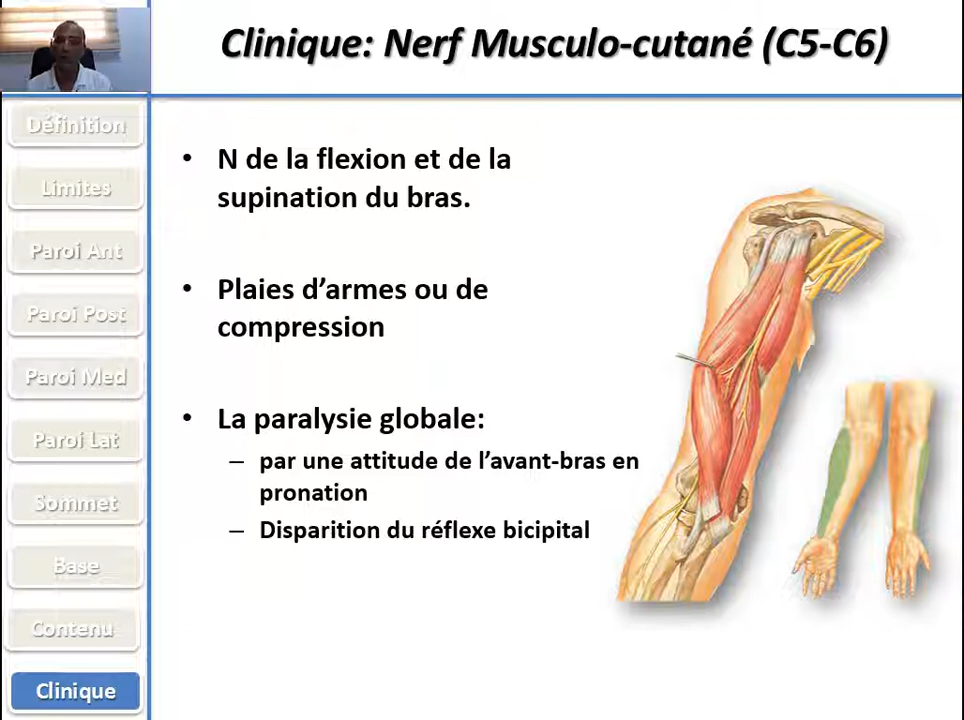 Clinique: Nerf Musculo-cutané (C5-C6)
Définition
Limites
Paroi Ant
Paroi Post
Paroi Med
Paroi Lat
Sommet
Base
Contenu
Clinique
• N de la flexion et de la
supination du bras.
• Plaies d’armes ou de
compression
• La paralysie globale:
– par une attitude de l’avant-bras en
pronation
– Disparition du réflexe bicipital